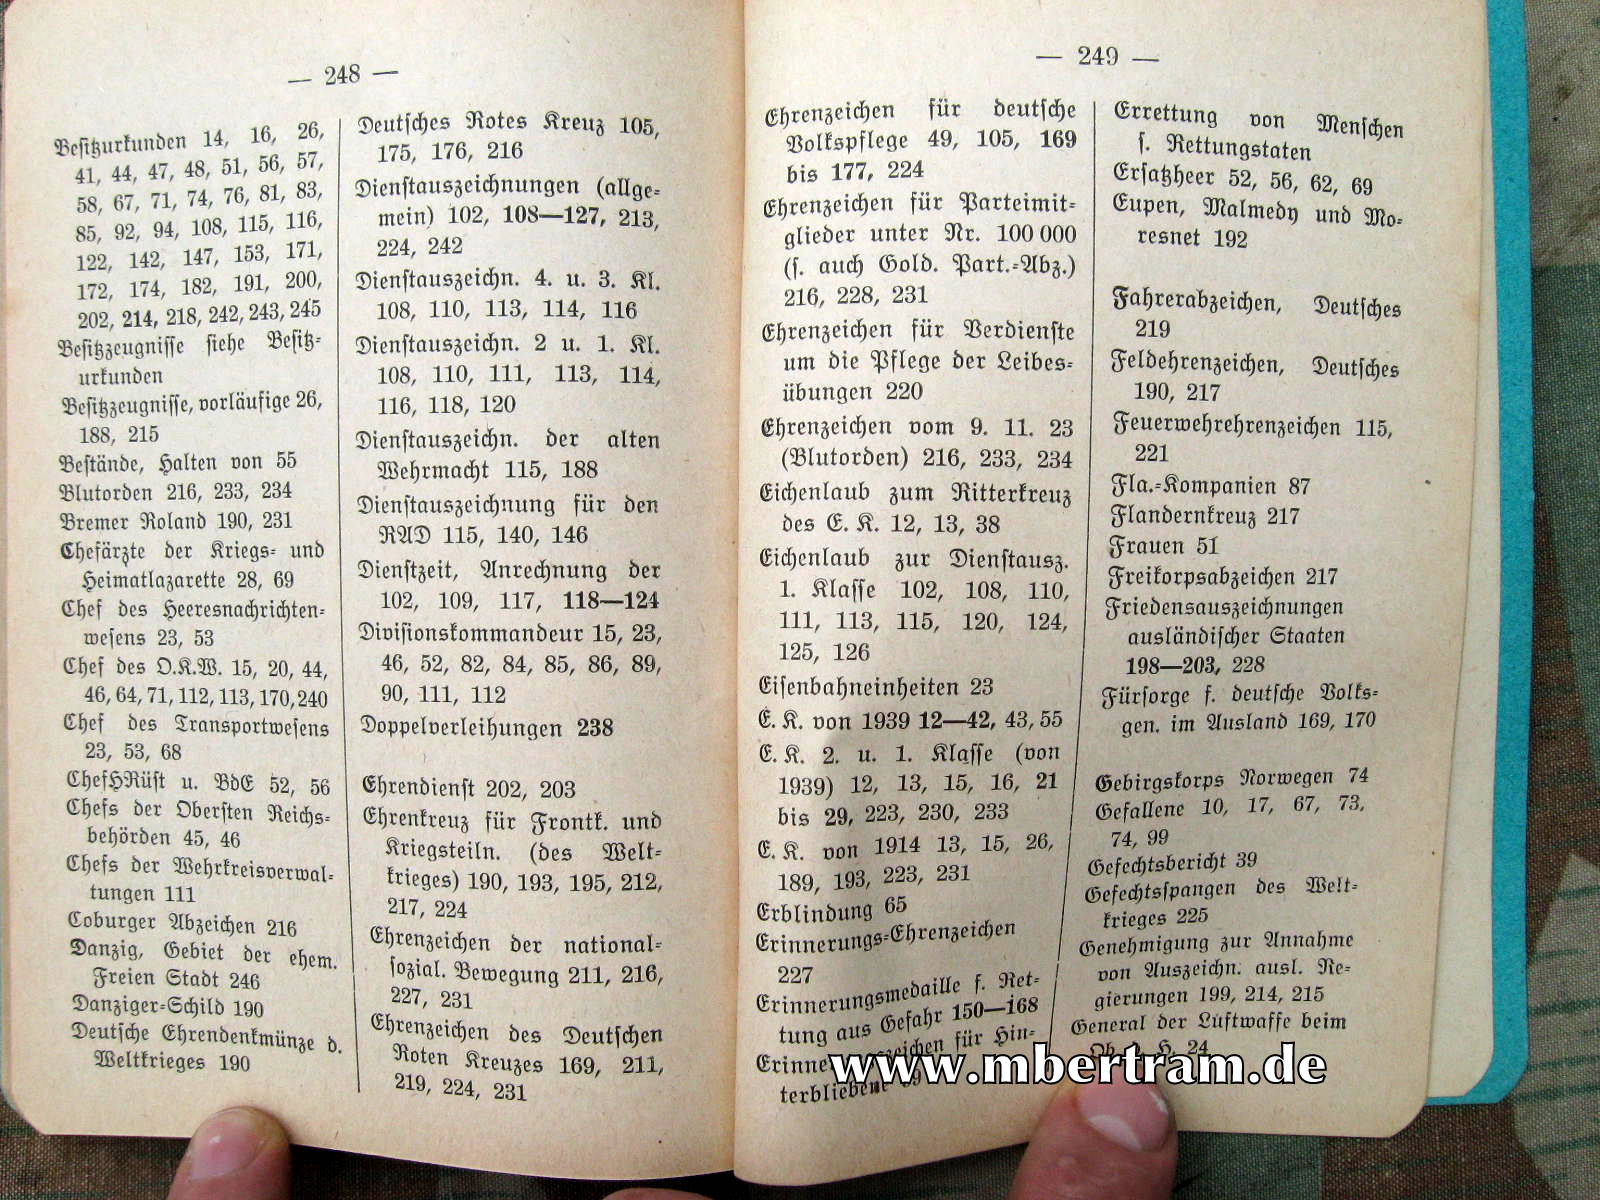 — 248 —
Besitzurkunden 14, 16, 26,
41, 44, 47, 48, 51, 56, 57,
58, 67, 71, 74, 76, 81, 83,
85, 92, 94, 108, 115, 116,
122, 142, 147, 153, 171,
172, 174, 182, 191, 200,
202, 214, 218, 242, 243, 245
Besitzzeugnisse siehe Besitz-
urkunden
Besitzzeugnisse, vorläufige 26,
188, 215
Bestände, Halten von 55
Blutorden 216, 233, 234
Bremer Roland 190, 231
Chefärzte der Kriegs- und
Heimatlazarette 28, 69
Chef des Heeresnachrichten-
wesens 23, 53
Chef des O.K.W. 15, 20, 44,
46, 64, 71, 112, 113, 170, 240
Chef des Transportwesens
23, 53, 68
ChefHRüst u. BdE 52, 56
Chefs der Obersten Reichs-
behörden 45, 46
Chefs der Wehrkreisverwal-
tungen 111
Coburger Abzeichen 216
Danzig, Gebiet der ehem.
Freien Stadt 246
Danziger-Schild 190
Deutsche Ehrendenkmünze d.
Weltkrieges 190
Deutsches Rotes Kreuz 105,
175, 176, 216
Dienstauszeichnungen (allge-
mein) 102, 108—127, 213,
224, 242
Dienstauszeichn. 4. u. 3. Kl.
108, 110, 113, 114, 116
Dienstauszeichn. 2 u. 1. Kl.
108, 110, 111, 113, 114,
116, 118, 120
Dienstauszeichn. der alten
Wehrmacht 115, 188
Dienstauszeichnung für den
RAD 115, 140, 146
Dienstzeit, Anrechnung der
102, 109, 117, 118—124
Divisionskommandeur 15, 23,
46, 52, 82, 84, 85, 86, 89,
90, 111, 112
Doppelverleihungen 238
Ehrendienst 202, 203
Ehrenkreuz für Frontk. und
Kriegsteiln. (des Welt-
krieges) 190, 193, 195, 212,
217, 224
Ehrenzeichen der national-
sozial. Bewegung 211, 216,
227, 231
Ehrenzeichen des Deutschen
Roten Kreuzes 169, 211,
219, 224, 231
— 249 —
Ehrenzeichen für deutsche
Volkspflege 49, 105, 169
bis 177, 224
Ehrenzeichen für Parteimit-
glieder unter Nr. 100 000
(s. auch Gold. Part.-Abz.)
216, 228, 231
Ehrenzeichen für Verdienste
um die Pflege der Leibes-
übungen 220
Ehrenzeichen vom 9. 11. 23
(Blutorden) 216, 233, 234
Eichenlaub zum Ritterkreuz
des E. K. 12, 13, 38
Eichenlaub zur Dienstausz.
1. Klasse 102, 108, 110,
111, 113, 115, 120, 124,
125, 126
Eisenbahneinheiten 23
E. K. von 1939 12—42, 43, 55
E. K. 2. u. 1. Klasse (von
1939) 12, 13, 15, 16, 21
bis 29, 223, 230, 233
E. K. von 1914 13, 15, 26,
189, 193, 223, 231
Erblindung 65
Erinnerungs-Ehrenzeichen
227
Erinnerungsmedaille f. Ret-
tung aus Gefahr 150—168
für Hin-
terbliebene
Errettung von Menschen
s. Rettungstaten
Ersatzheer 52, 56, 62, 69
Eupen, Malmedy und Mo-
resnet 192
Fahrerabzeichen, Deutsches
219
Feldehrenzeichen, Deutsches
190, 217
Feuerwehrehrenzeichen 115,
221
Fla.-Kompanien 87
Flandernkreuz 217
Frauen 51
Freikorpsabzeichen 217
Friedensauszeichnungen
ausländischer Staaten
198—203, 228
Fürsorge f. deutsche Volks-
gen. im Ausland 169, 170
Gebirgskorps Norwegen 74
Gefallene 10, 17, 67, 73,
74, 99
Gefechtsbericht 39
Gefechtsspangen des Welt-
krieges 225
Genehmigung zur Annahme
von Auszeichn. ausl. Re-
gierungen 199, 214, 215
General der Luftwaffe beim
Ob. d. H. 24
www.mbertram.de